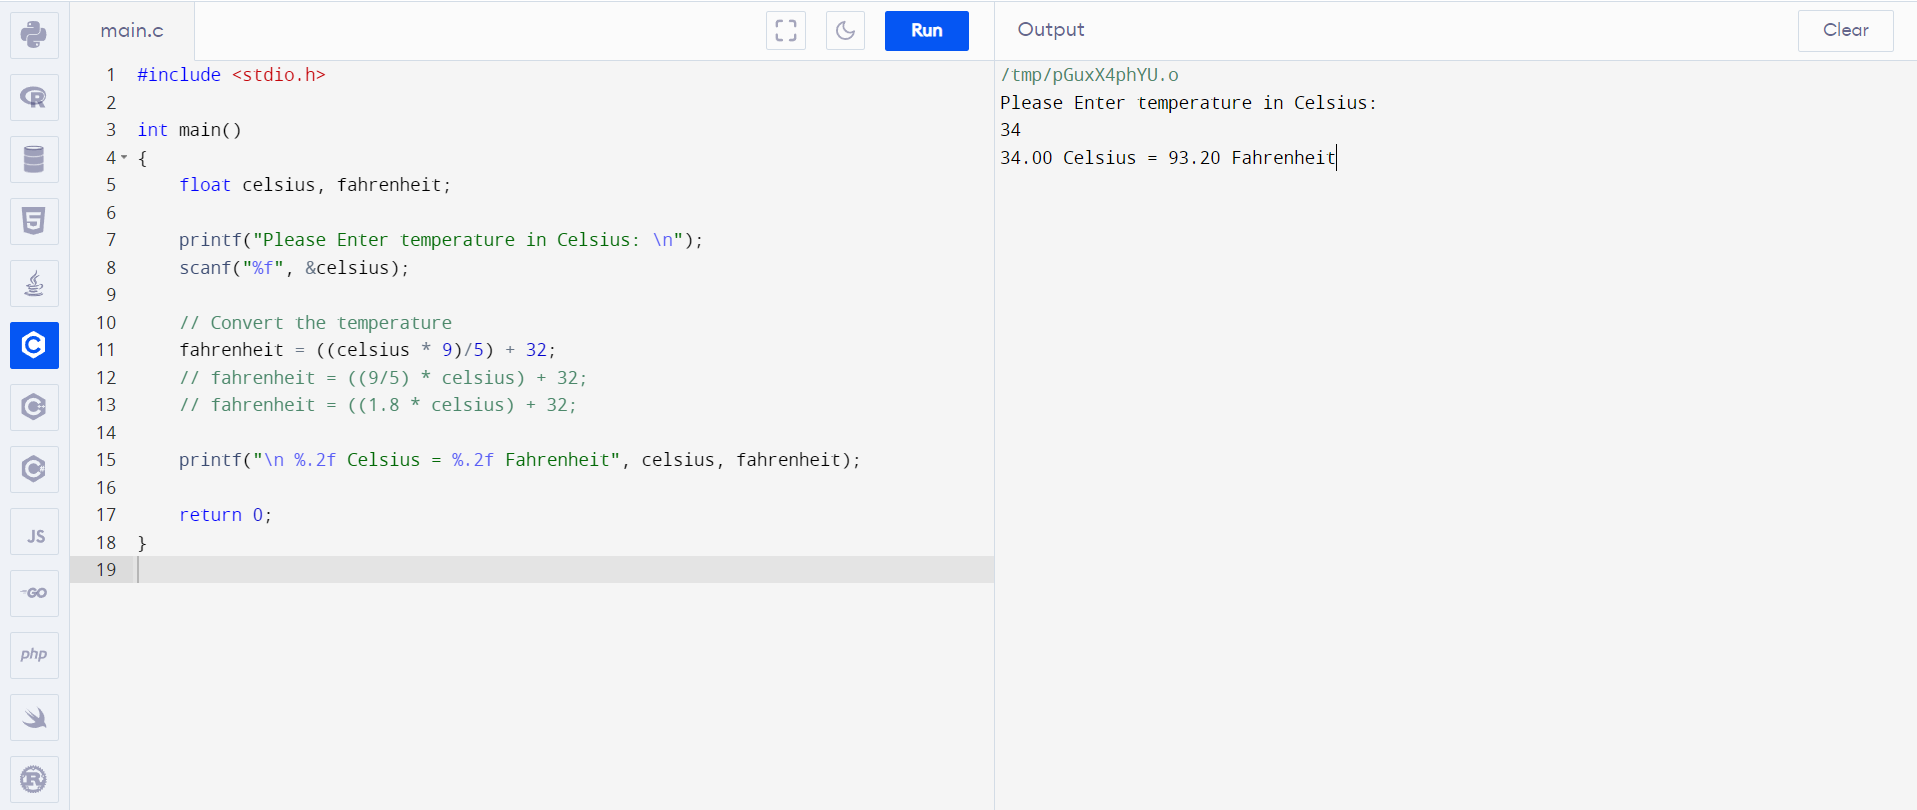 main.c
Run
Output
Clear
1 #include <stdio.h>
2
3 int main()
4 {
5     float celsius, fahrenheit;
6
7     printf("Please Enter temperature in Celsius: \n");
8     scanf("%f", &celsius);
9
10     // Convert the temperature
11     fahrenheit = ((celsius * 9)/5) + 32;
12     // fahrenheit = ((9/5) * celsius) + 32;
13     // fahrenheit = ((1.8 * celsius) + 32;
14
15     printf("\n %.2f Celsius = %.2f Fahrenheit", celsius, fahrenheit);
16
17     return 0;
18 }
19
/tmp/pGuxX4phYU.o
Please Enter temperature in Celsius:
34
34.00 Celsius = 93.20 Fahrenheit
R
5
C
C++
C#
JS
GO
php
R